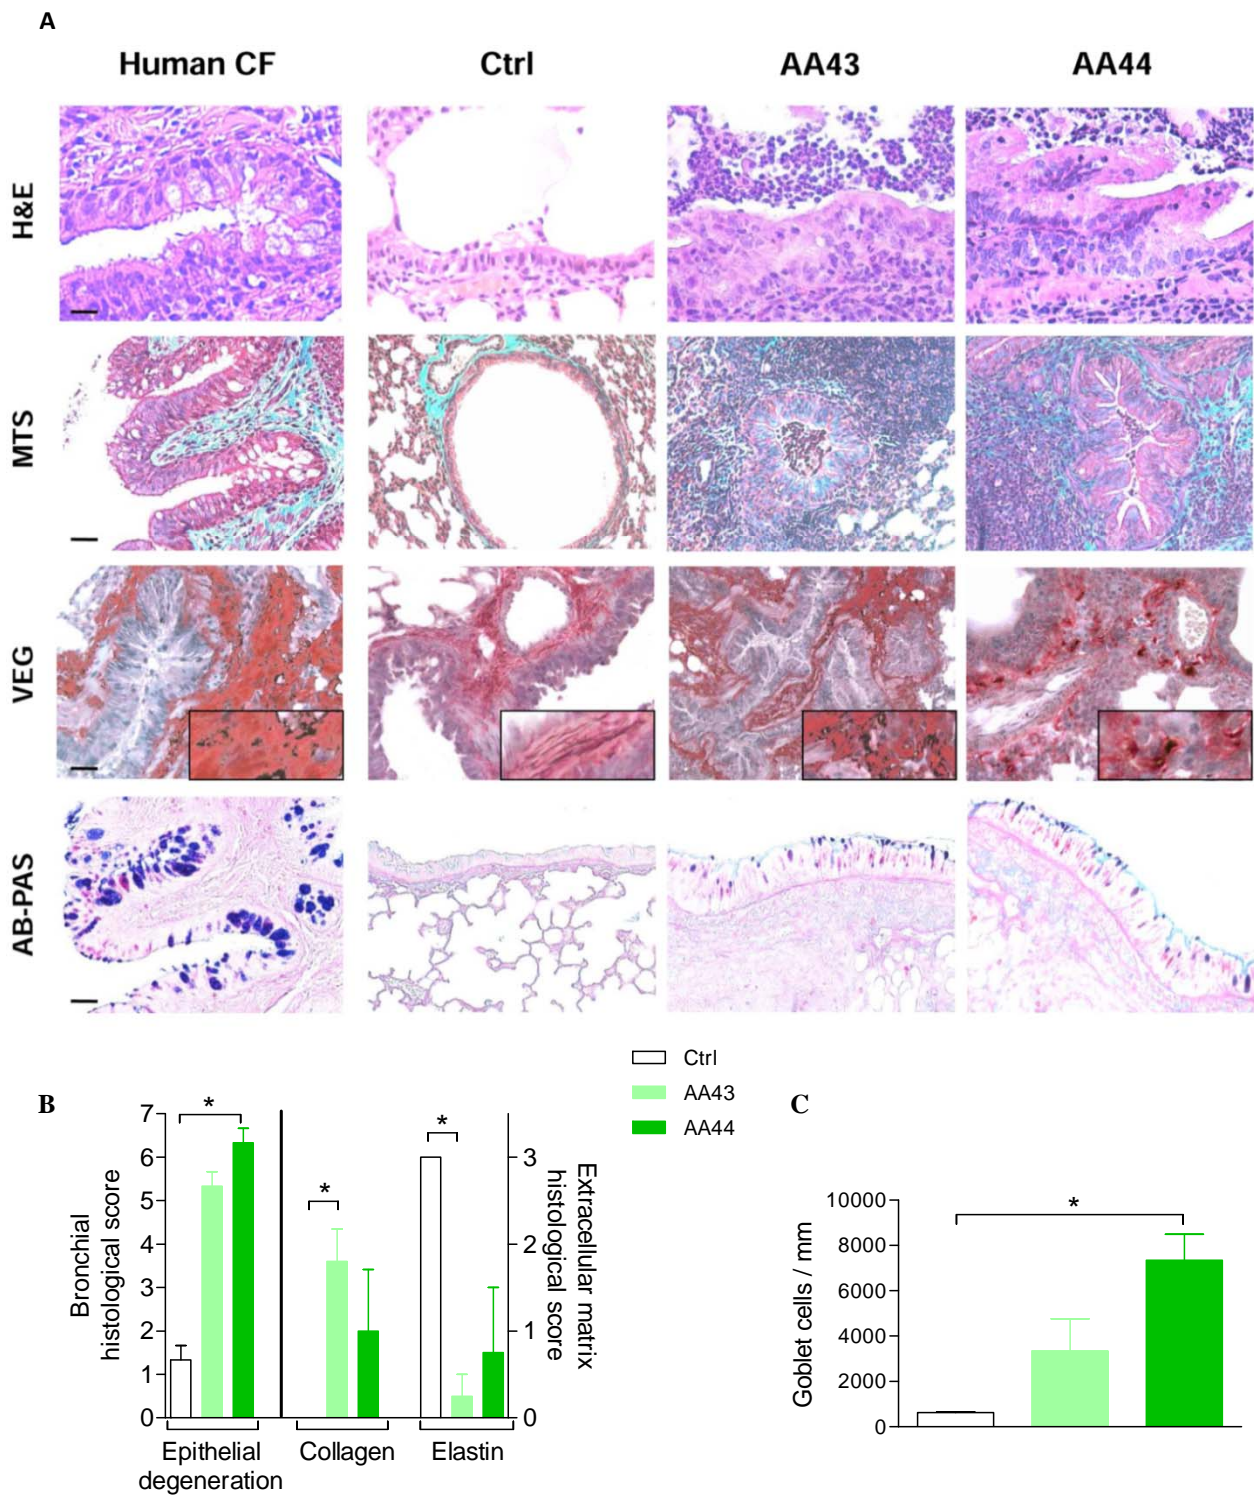 A
Human CF
Ctrl
AA43
AA44
H&E
MTS
VEG
AB-PAS
Ctrl
AA43
AA44
B
Bronchial
histological score
7
6
5
4
3
2
1
0
*
*
*
3
2
1
0
Extracellular matrix
histological score
Epithelial
degeneration
Collagen
Elastin
C
Goblet cells / mm
10000
8000
6000
4000
2000
0
*